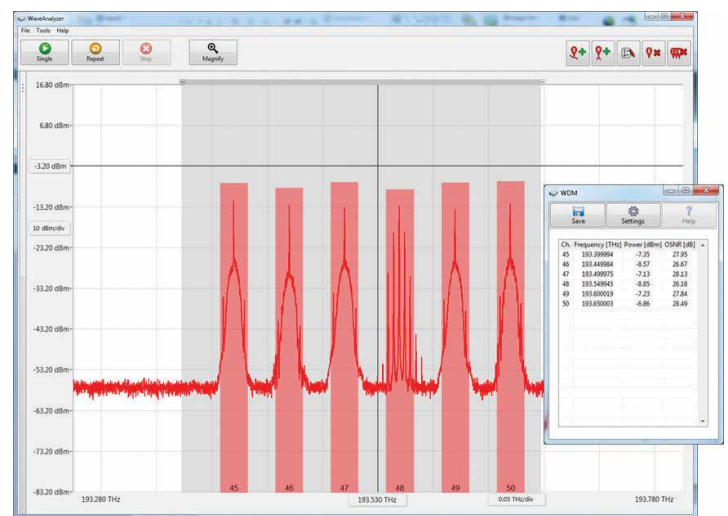 WaveAnalyzer
File Tools Help
Single Repeat Stop Magnify
16.80 dBm
6.80 dBm
-3.20 dBm
-13.20 dBm
10 dBm/div
-23.20 dBm
-33.20 dBm
-43.20 dBm
-53.20 dBm
-63.20 dBm
-73.20 dBm
-83.20 dBm
45 46 47 48 49 50
193.280 THz 193.530 THz 0.05 THz/div 193.780 THz
WDM
Save Settings Help
Ch. Frequency [THz] Power [dBm] OSNR [dB]
45 193.399994 -7.35 27.95
46 193.449984 -8.57 26.67
47 193.499975 -7.13 28.13
48 193.549945 -8.85 26.18
49 193.600019 -7.23 27.84
50 193.650003 -6.86 28.49